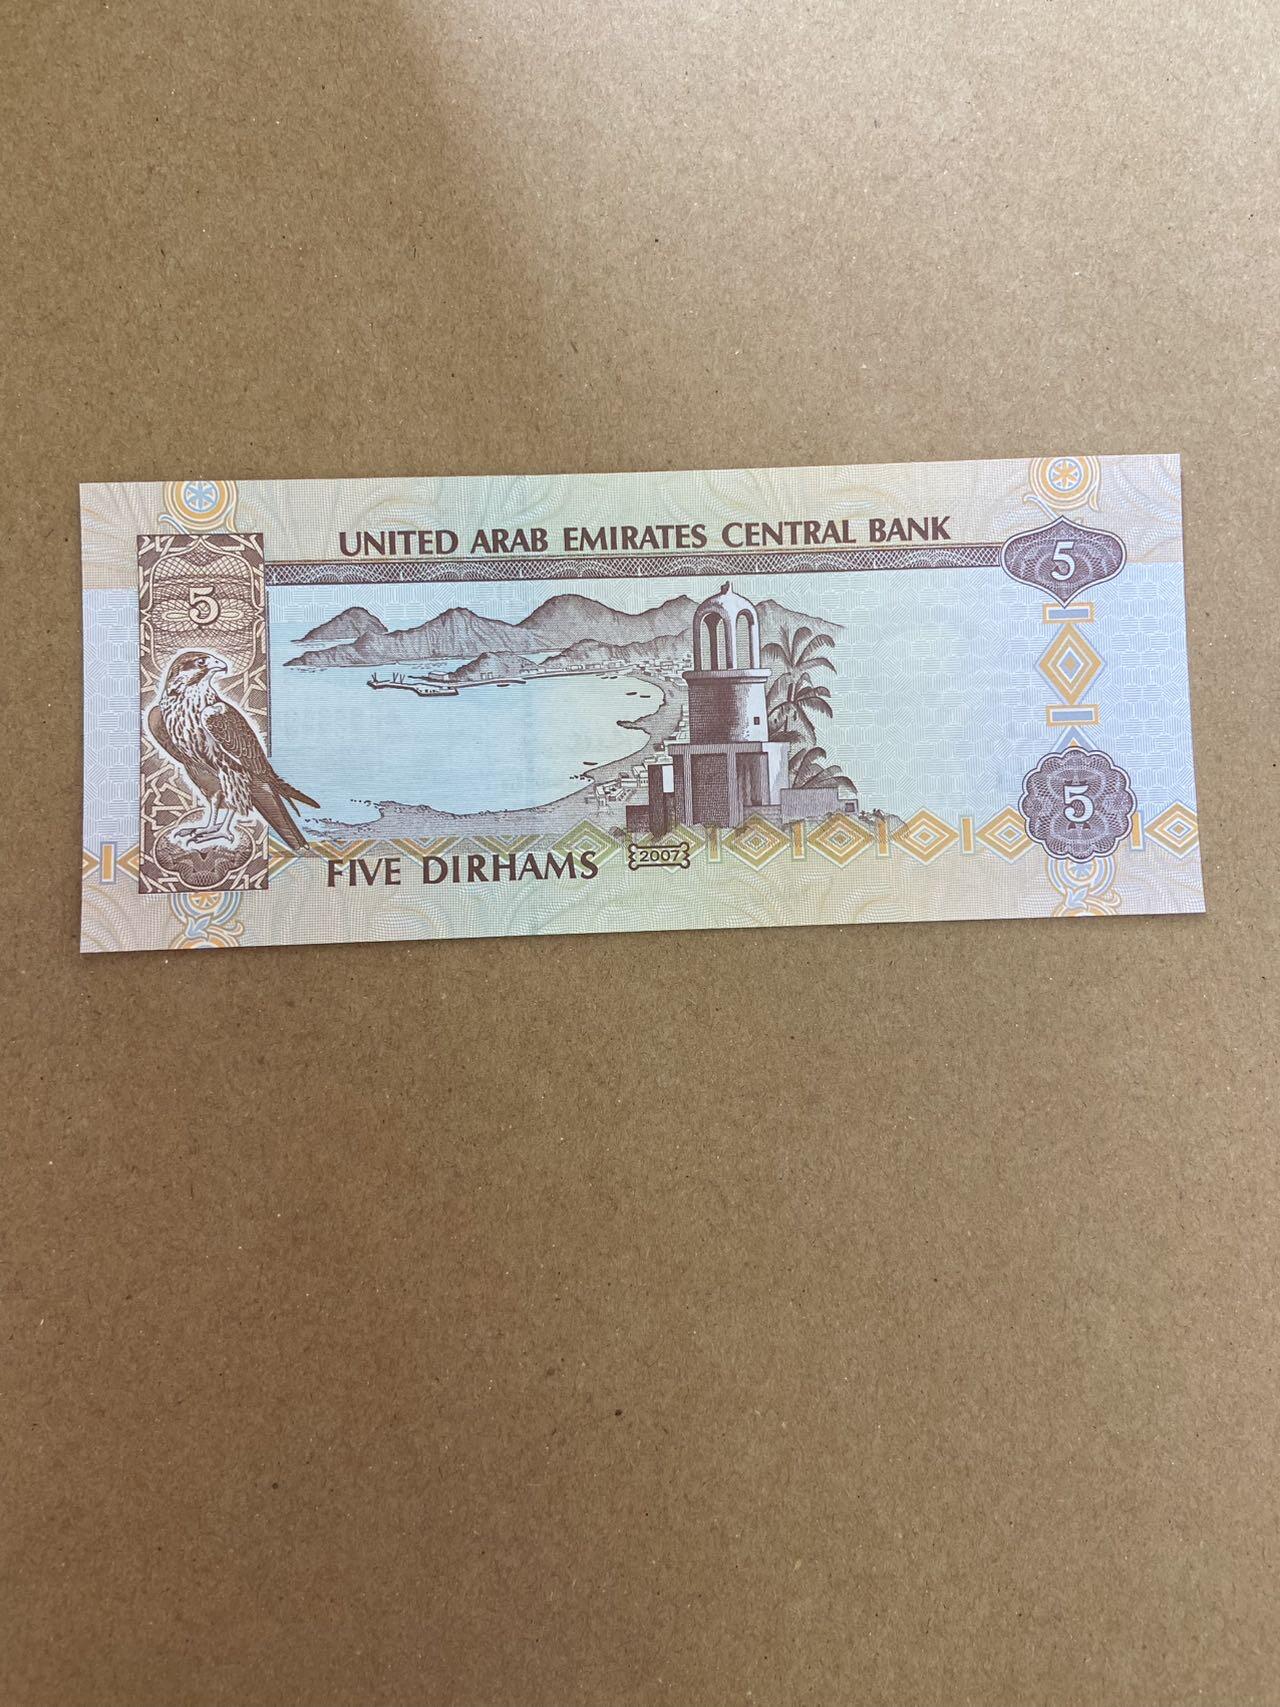 UNITED ARAB EMIRATES CENTRAL BANK
5
5
5
FIVE DIRHAMS
2007